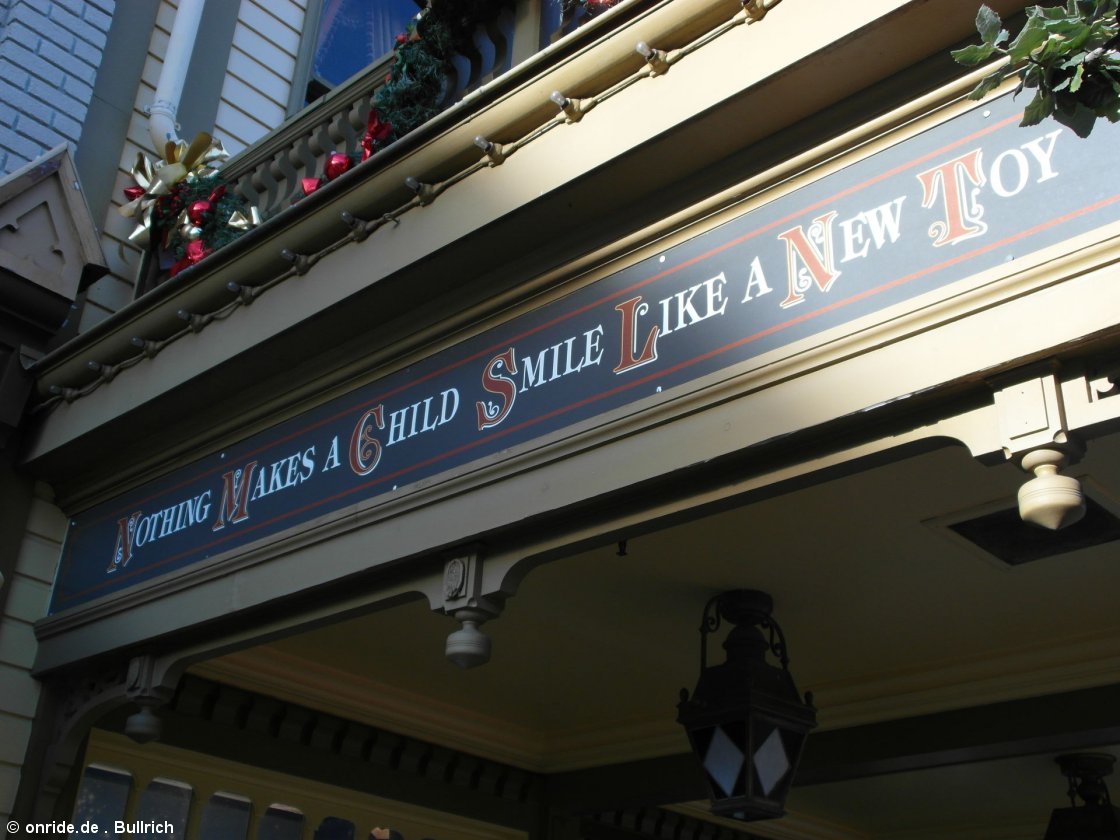 NOTHING MAKES A CHILD SMILE LIKE A NEW TOY
© onride.de . Bullrich